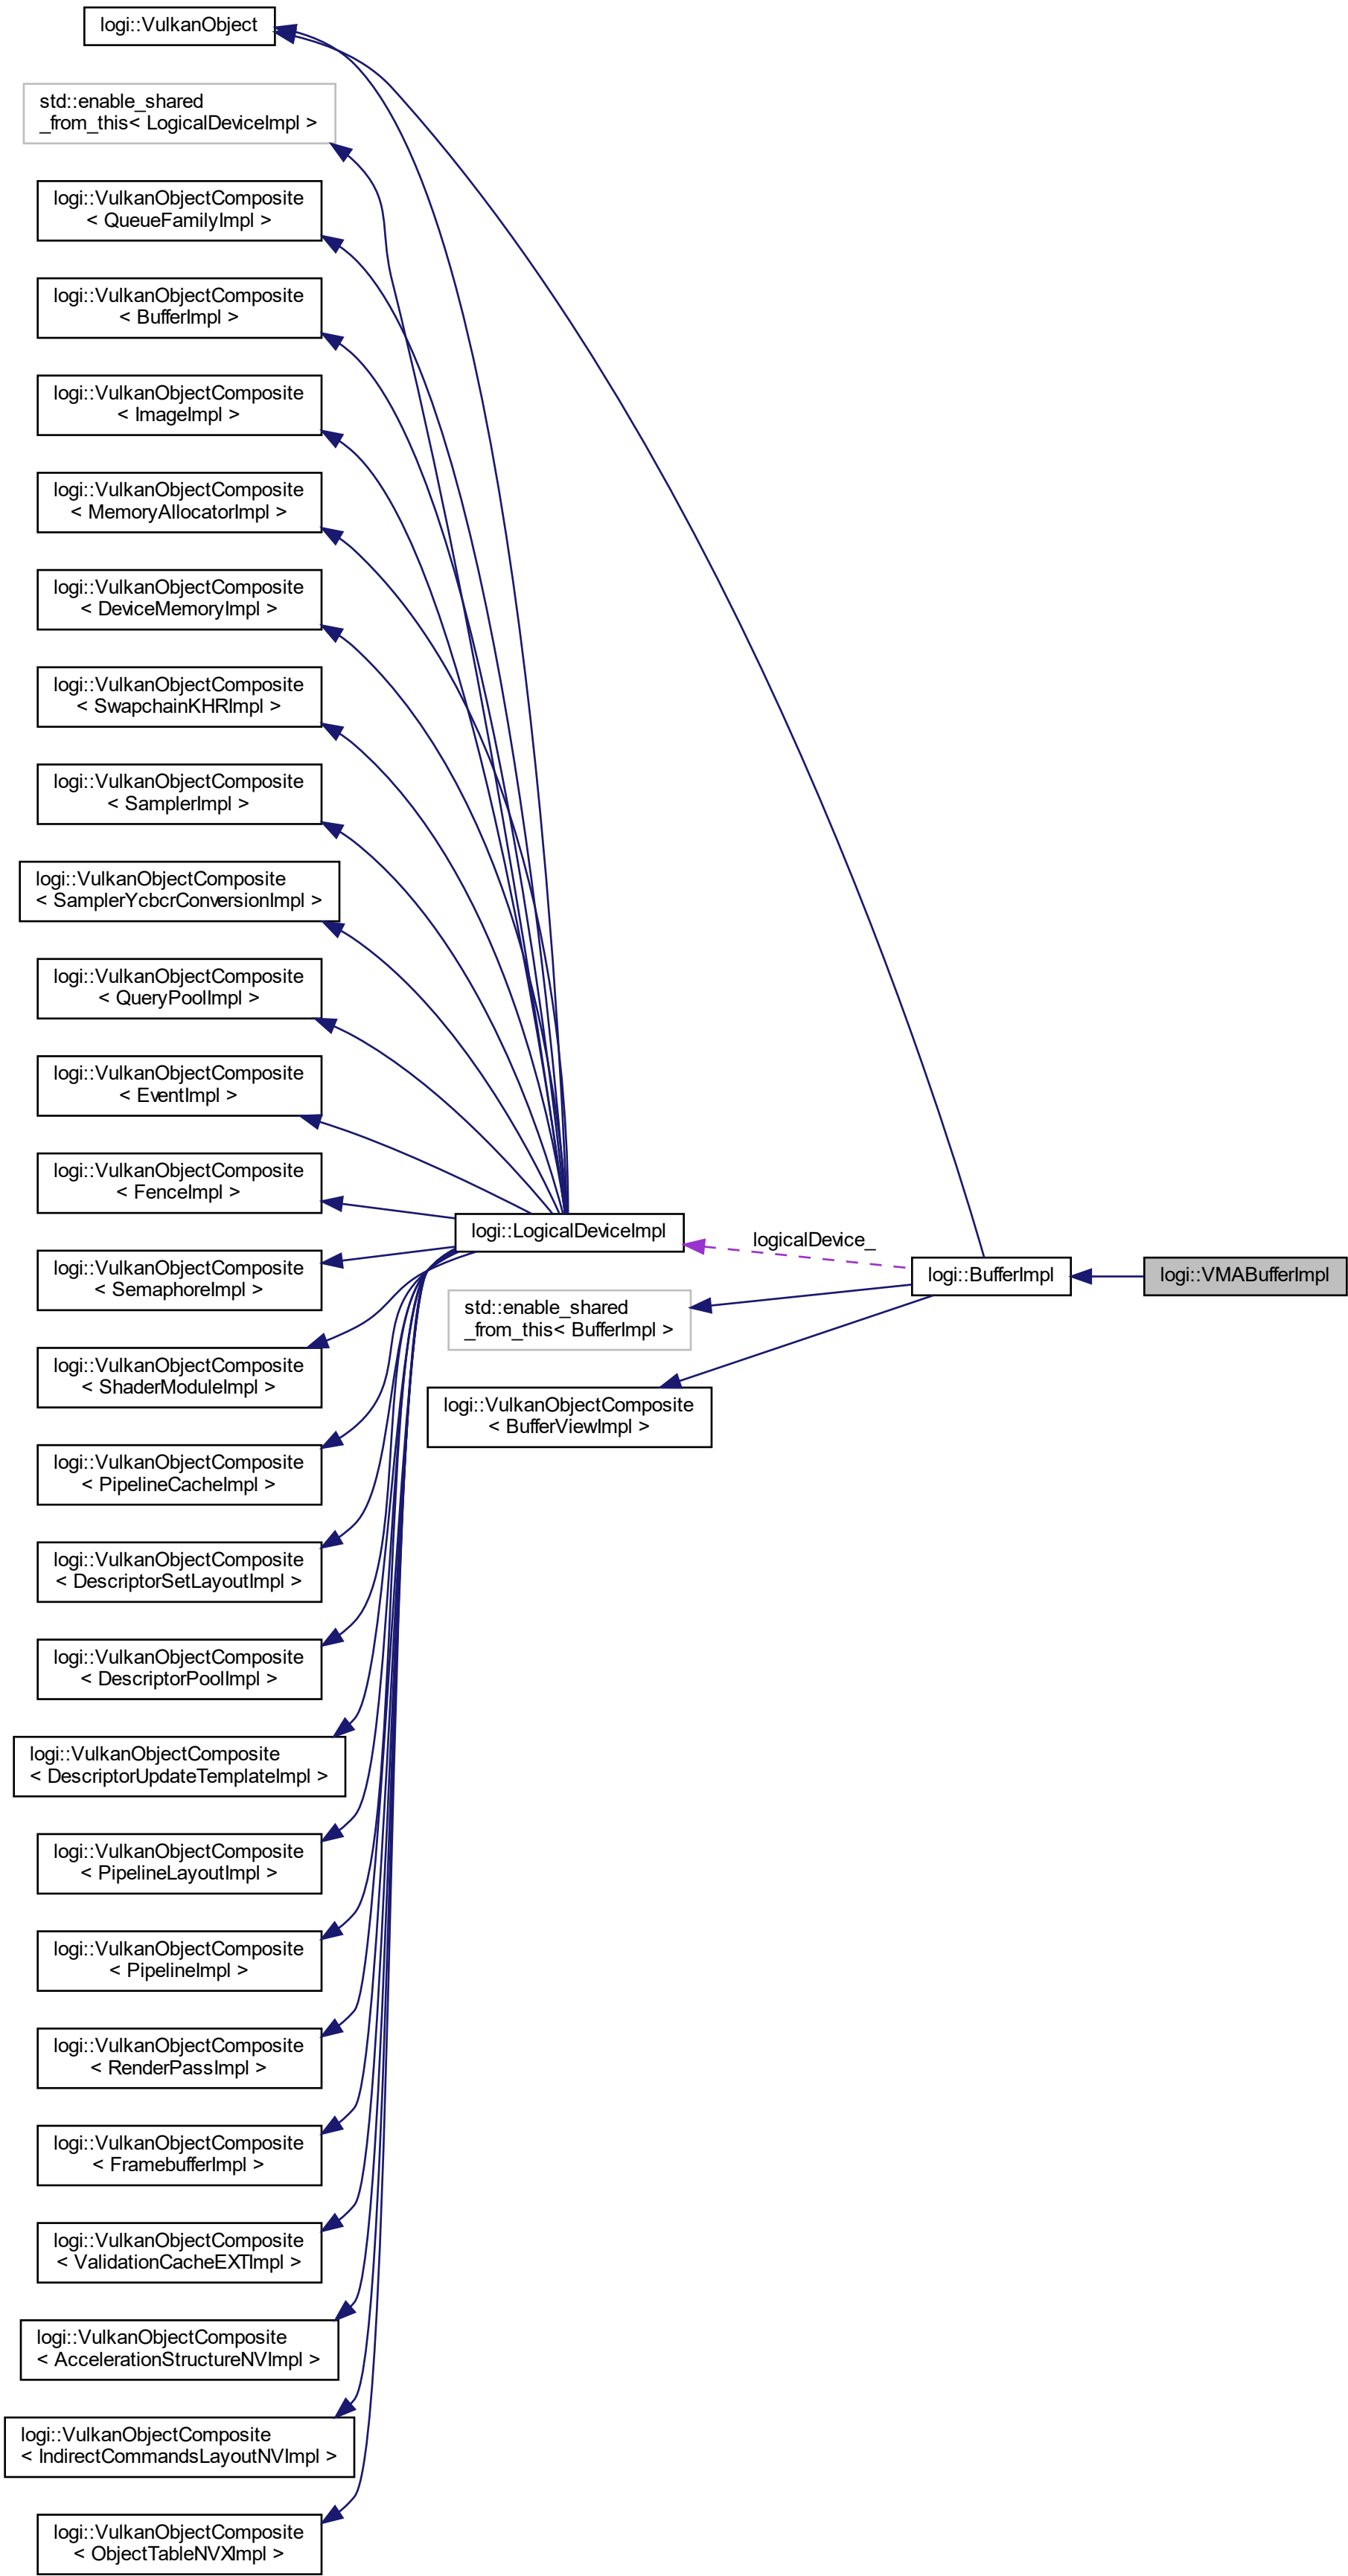 logi::VulkanObject
std::enable_shared
_from_this< LogicalDeviceImpl >
logi::VulkanObjectComposite
< QueueFamilyImpl >
logi::VulkanObjectComposite
< BufferImpl >
logi::VulkanObjectComposite
< ImageImpl >
logi::VulkanObjectComposite
< MemoryAllocatorImpl >
logi::VulkanObjectComposite
< DeviceMemoryImpl >
logi::VulkanObjectComposite
< SwapchainKHRImpl >
logi::VulkanObjectComposite
< SamplerImpl >
logi::VulkanObjectComposite
< SamplerYcbcrConversionImpl >
logi::VulkanObjectComposite
< QueryPoolImpl >
logi::VulkanObjectComposite
< EventImpl >
logi::VulkanObjectComposite
< FenceImpl >
logi::VulkanObjectComposite
< SemaphoreImpl >
logi::VulkanObjectComposite
< ShaderModuleImpl >
logi::VulkanObjectComposite
< PipelineCacheImpl >
logi::VulkanObjectComposite
< DescriptorSetLayoutImpl >
logi::VulkanObjectComposite
< DescriptorPoolImpl >
logi::VulkanObjectComposite
< DescriptorUpdateTemplateImpl >
logi::VulkanObjectComposite
< PipelineLayoutImpl >
logi::VulkanObjectComposite
< PipelineImpl >
logi::VulkanObjectComposite
< RenderPassImpl >
logi::VulkanObjectComposite
< FramebufferImpl >
logi::VulkanObjectComposite
< ValidationCacheEXTImpl >
logi::VulkanObjectComposite
< AccelerationStructureNVImpl >
logi::VulkanObjectComposite
< IndirectCommandsLayoutNVImpl >
logi::VulkanObjectComposite
< ObjectTableNVXImpl >
logi::LogicalDeviceImpl
std::enable_shared
_from_this< BufferImpl >
logi::VulkanObjectComposite
< BufferViewImpl >
logicalDevice_
logi::BufferImpl
logi::VMABufferImpl